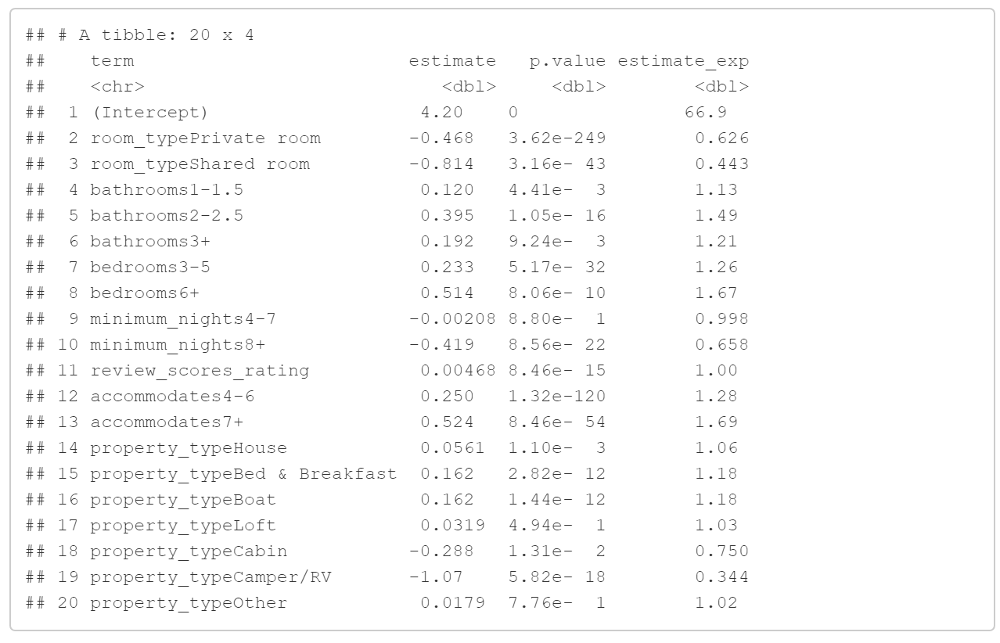 ## # A tibble: 20 x 4
##    term                         estimate   p.value estimate_exp
##    <chr>                           <dbl>     <dbl>        <dbl>
##  1 (Intercept)                   4.20    0               66.9
##  2 room_typePrivate room        -0.468   3.62e-249        0.626
##  3 room_typeShared room         -0.814   3.16e- 43        0.443
##  4 bathrooms1-1.5                0.120   4.41e-  3        1.13
##  5 bathrooms2-2.5                0.395   1.05e- 16        1.49
##  6 bathrooms3+                   0.192   9.24e-  3        1.21
##  7 bedrooms3-5                   0.233   5.17e- 32        1.26
##  8 bedrooms6+                    0.514   8.06e- 10        1.67
##  9 minimum_nights4-7            -0.00208 8.80e-  1        0.998
## 10 minimum_nights8+             -0.419   8.56e- 22        0.658
## 11 review_scores_rating          0.00468 8.46e- 15        1.00
## 12 accommodates4-6               0.250   1.32e-120        1.28
## 13 accommodates7+                0.524   8.46e- 54        1.69
## 14 property_typeHouse            0.0561  1.10e-  3        1.06
## 15 property_typeBed & Breakfast  0.162   2.82e- 12        1.18
## 16 property_typeBoat             0.162   1.44e- 12        1.18
## 17 property_typeLoft             0.0319  4.94e-  1        1.03
## 18 property_typeCabin           -0.288   1.31e-  2        0.750
## 19 property_typeCamper/RV       -1.07    5.82e- 18        0.344
## 20 property_typeOther            0.0179  7.76e-  1        1.02